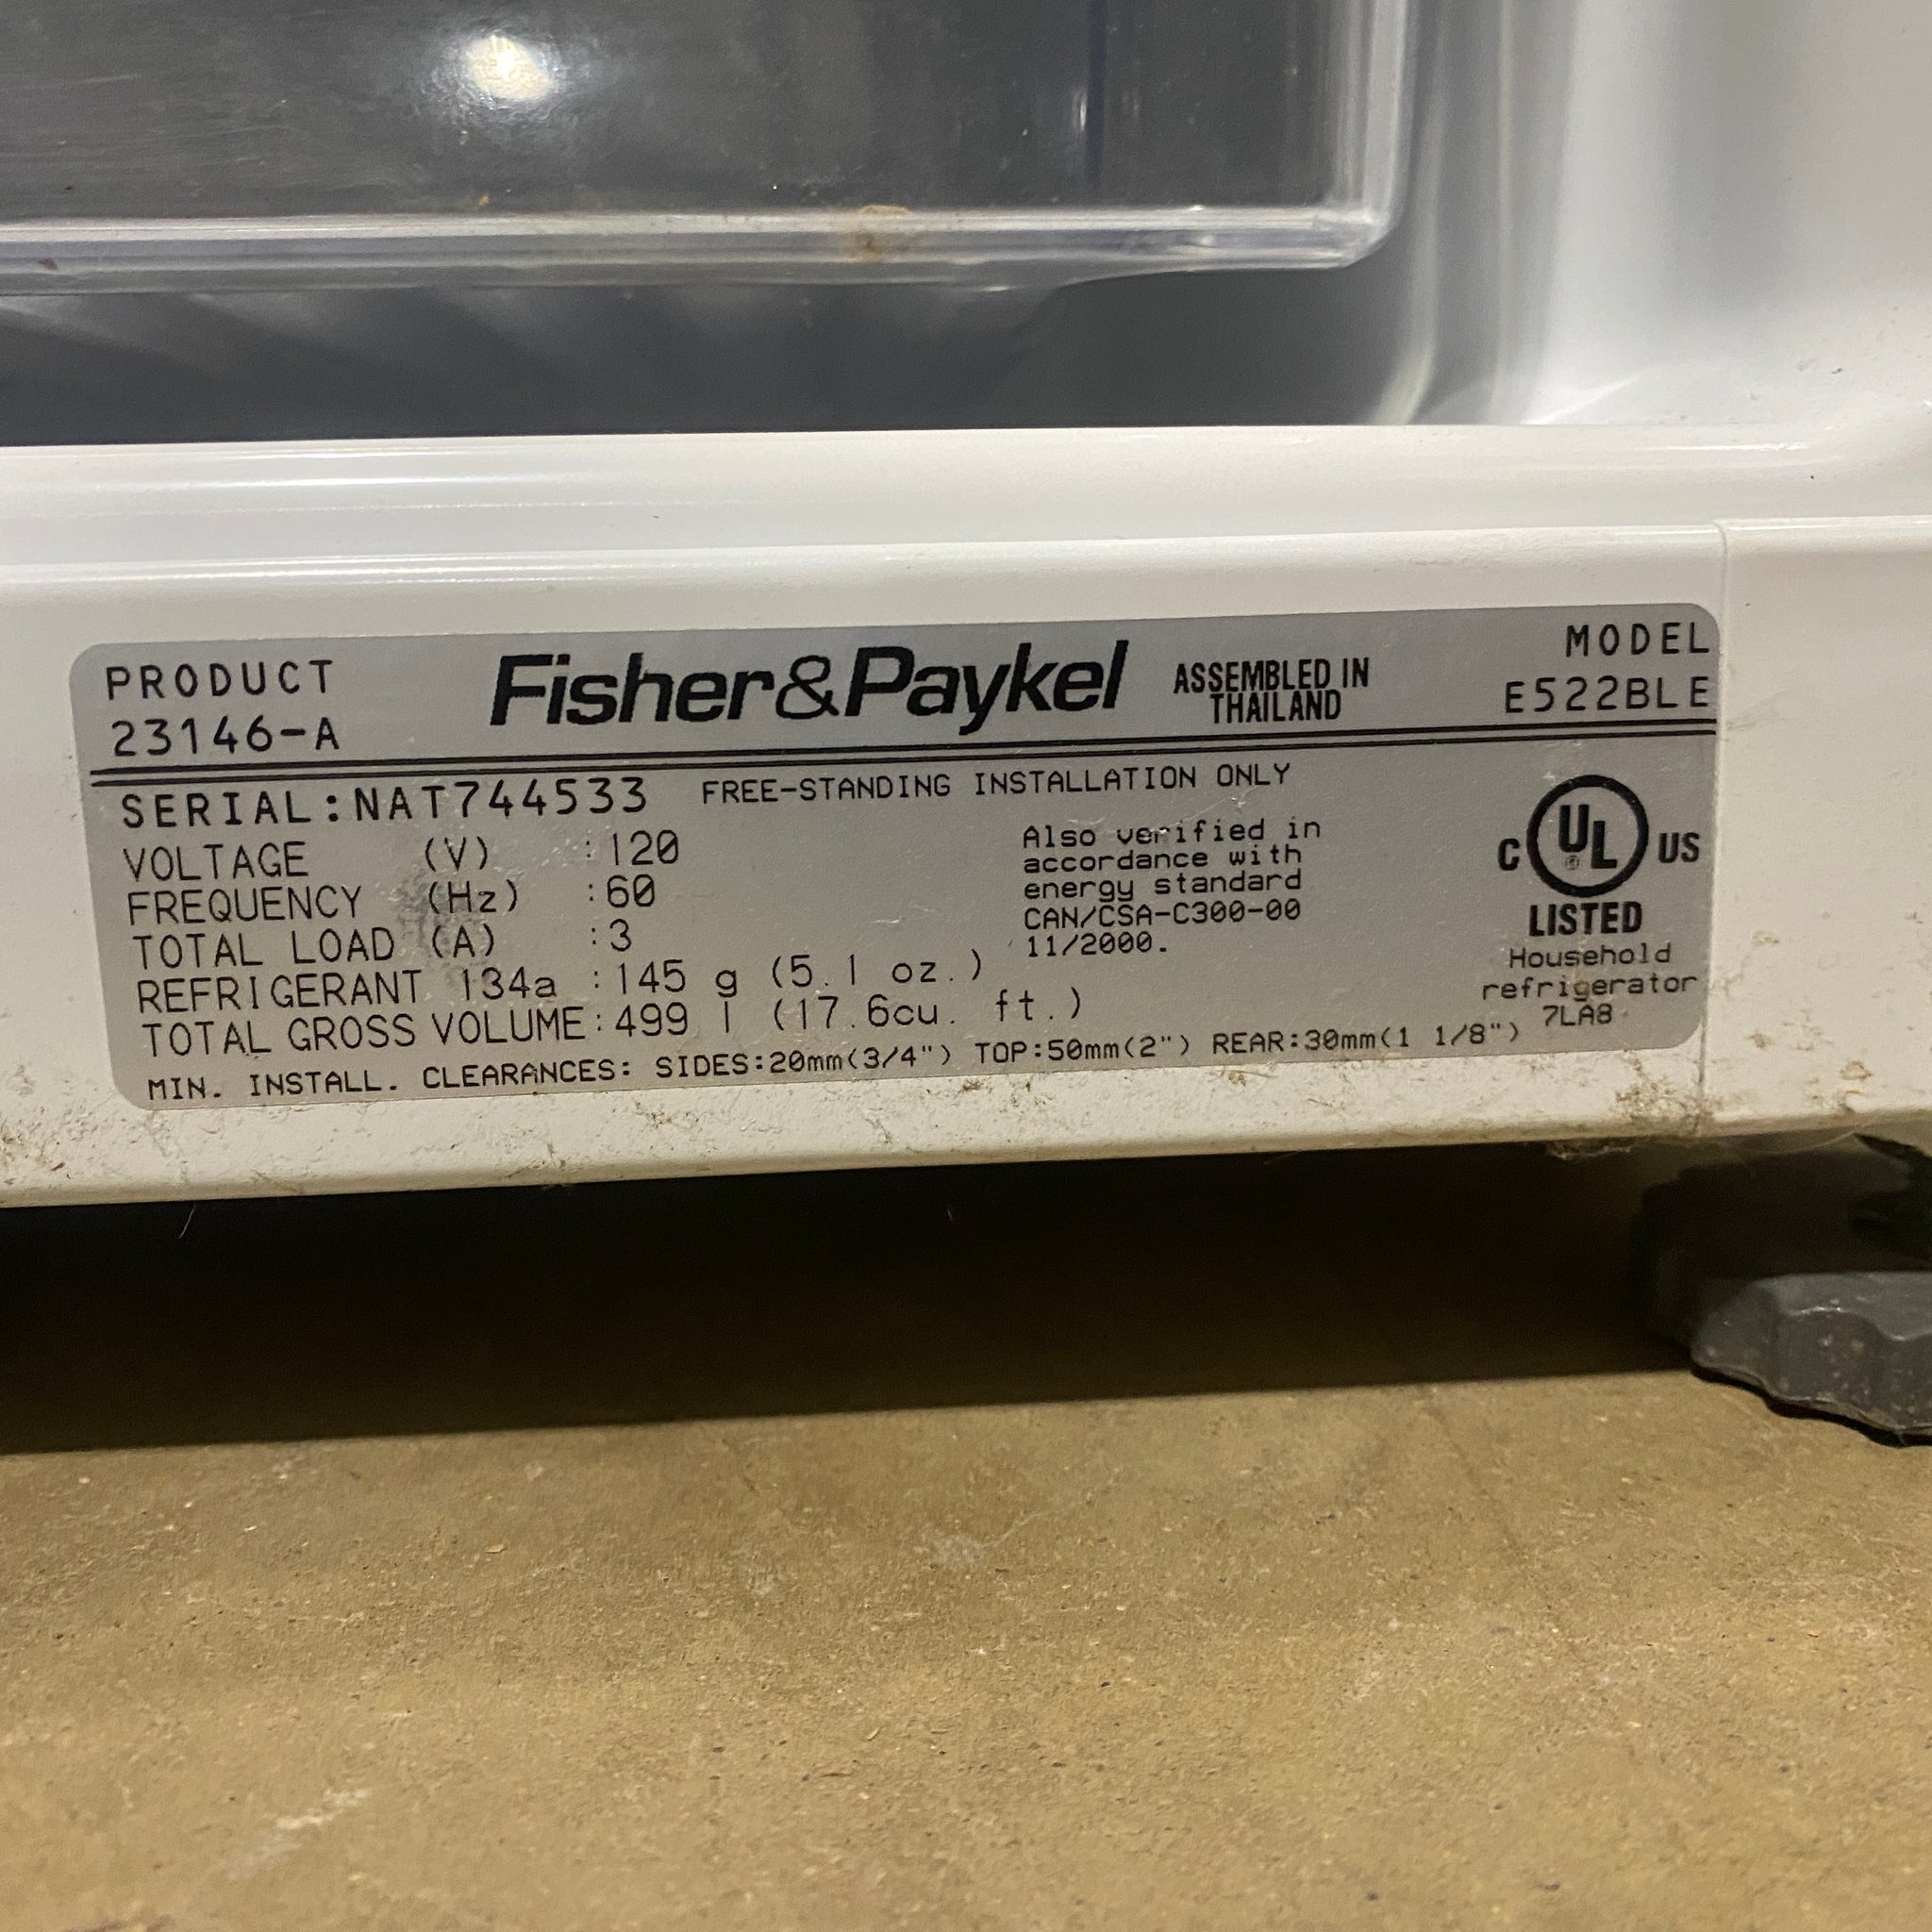 PRODUCT
23146-A
Fisher&Paykel
ASSEMBLED IN
THAILAND
MODEL
E522BLE
SERIAL:NAT744533 FREE-STANDING INSTALLATION ONLY
VOLTAGE (V) :120
FREQUENCY (Hz) :60
TOTAL LOAD (A) :3
REFRIGERANT 134a :145 g (5.1 oz.)
TOTAL GROSS VOLUME:499 l (17.6cu. ft.)
Also verified in
accordance with
energy standard
CAN/CSA-C300-00
11/2000.
C UL ® US
LISTED
Household
refrigerator
7LA8
MIN. INSTALL. CLEARANCES: SIDES:20mm(3/4") TOP:50mm(2") REAR:30mm(1 1/8")